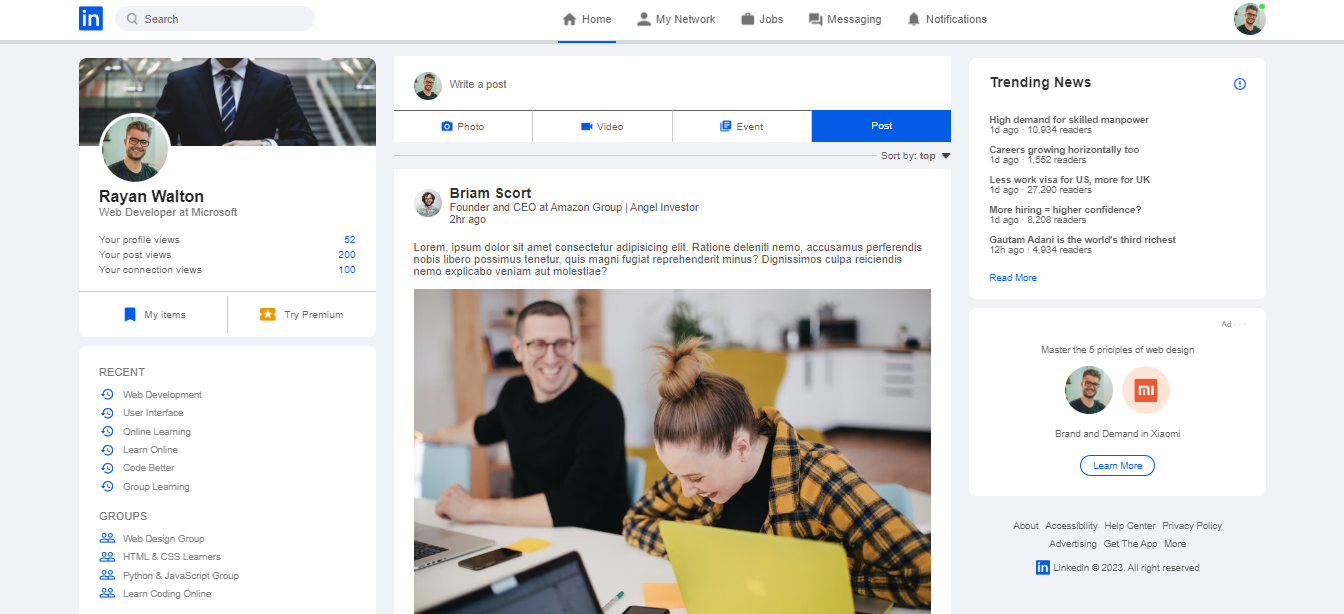 in
Search
Home
My Network
Jobs
Messaging
Notifications
Rayan Walton
Web Developer at Microsoft
Your profile views 52
Your post views 200
Your connection views 100
My items
Try Premium
RECENT
Web Development
User Interface
Online Learning
Learn Online
Code Better
Group Learning
GROUPS
Web Design Group
HTML & CSS Learners
Python & JavaScript Group
Learn Coding Online
Write a post
Photo
Video
Event
Post
Sort by: top
Briam Scort
Founder and CEO at Amazon Group | Angel Investor
2hr ago
Lorem, ipsum dolor sit amet consectetur adipisicing elit. Ratione deleniti nemo, accusamus perferendis
nobis libero possimus tenetur, quis magni fugiat reprehenderit minus? Dignissimos culpa reiciendis
nemo explicabo veniam aut molestiae?
Trending News
High demand for skilled manpower
1d ago · 10,934 readers
Careers growing horizontally too
1d ago · 1,552 readers
Less work visa for US, more for UK
1d ago · 27,290 readers
More hiring = higher confidence?
1d ago · 8,208 readers
Gautam Adani is the world's third richest
12h ago · 4,934 readers
Read More
Ad · · ·
Master the 5 priciples of web design
mi
Brand and Demand in Xiaomi
Learn More
About Accessibility Help Center Privacy Policy
Advertising Get The App More
in Linkedin © 2023. All right reserved